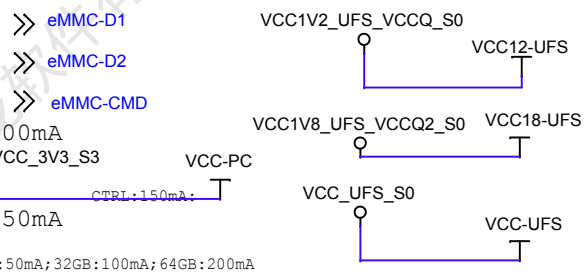 eMMC-D1
eMMC-D2
eMMC-CMD
00mA
VCC_3V3_S3
VCC-PC
CTRL:150mA:
50mA
:50mA;32GB:100mA;64GB:200mA
VCC1V2_UFS_VCCQ_S0
VCC12-UFS
VCC1V8_UFS_VCCQ2_S0
VCC18-UFS
VCC_UFS_S0
VCC-UFS